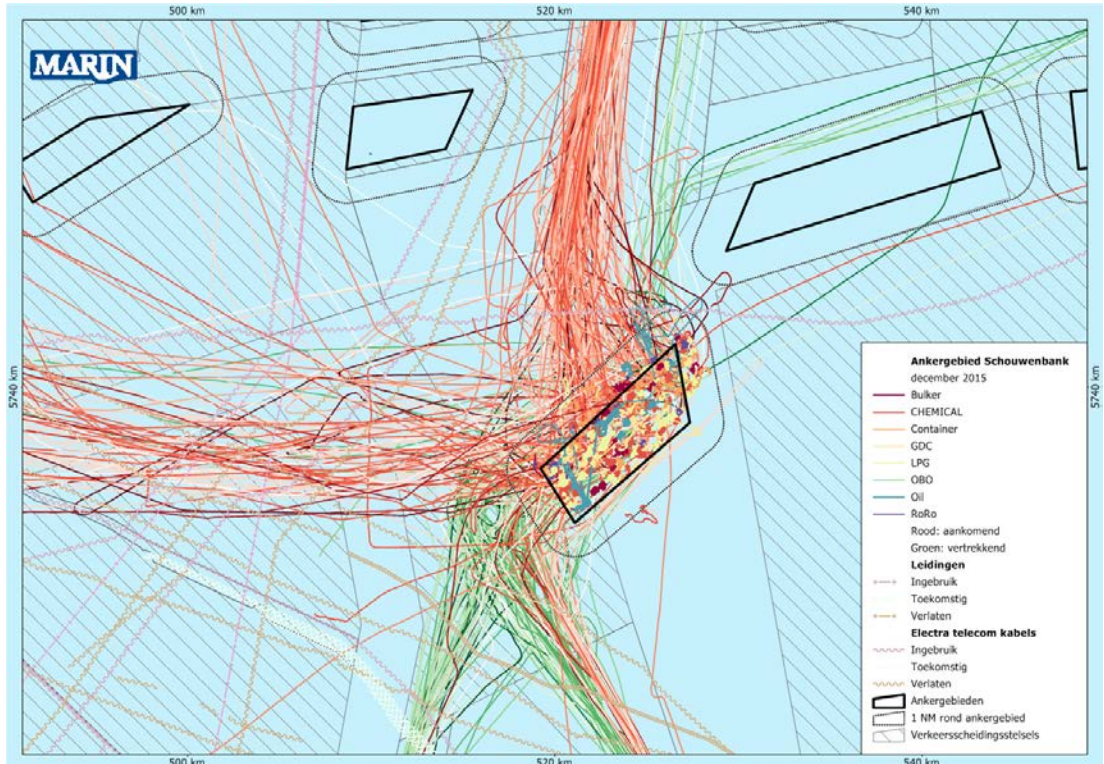 500 km
520 km
540 km
MARIN
5740 km
5740 km
Ankergebied Schouwenbank
december 2015
Bulker
CHEMICAL
Container
GDC
LPG
OBO
Oil
RoRo
Rood: aankomend
Groen: vertrekkend
Leidingen
Ingebruik
Toekomstig
Verlaten
Electra telecom kabels
Ingebruik
Toekomstig
Verlaten
Ankergebieden
1 NM rond ankergebied
Verkeersscheidingsstelsels
500 km
520 km
540 km